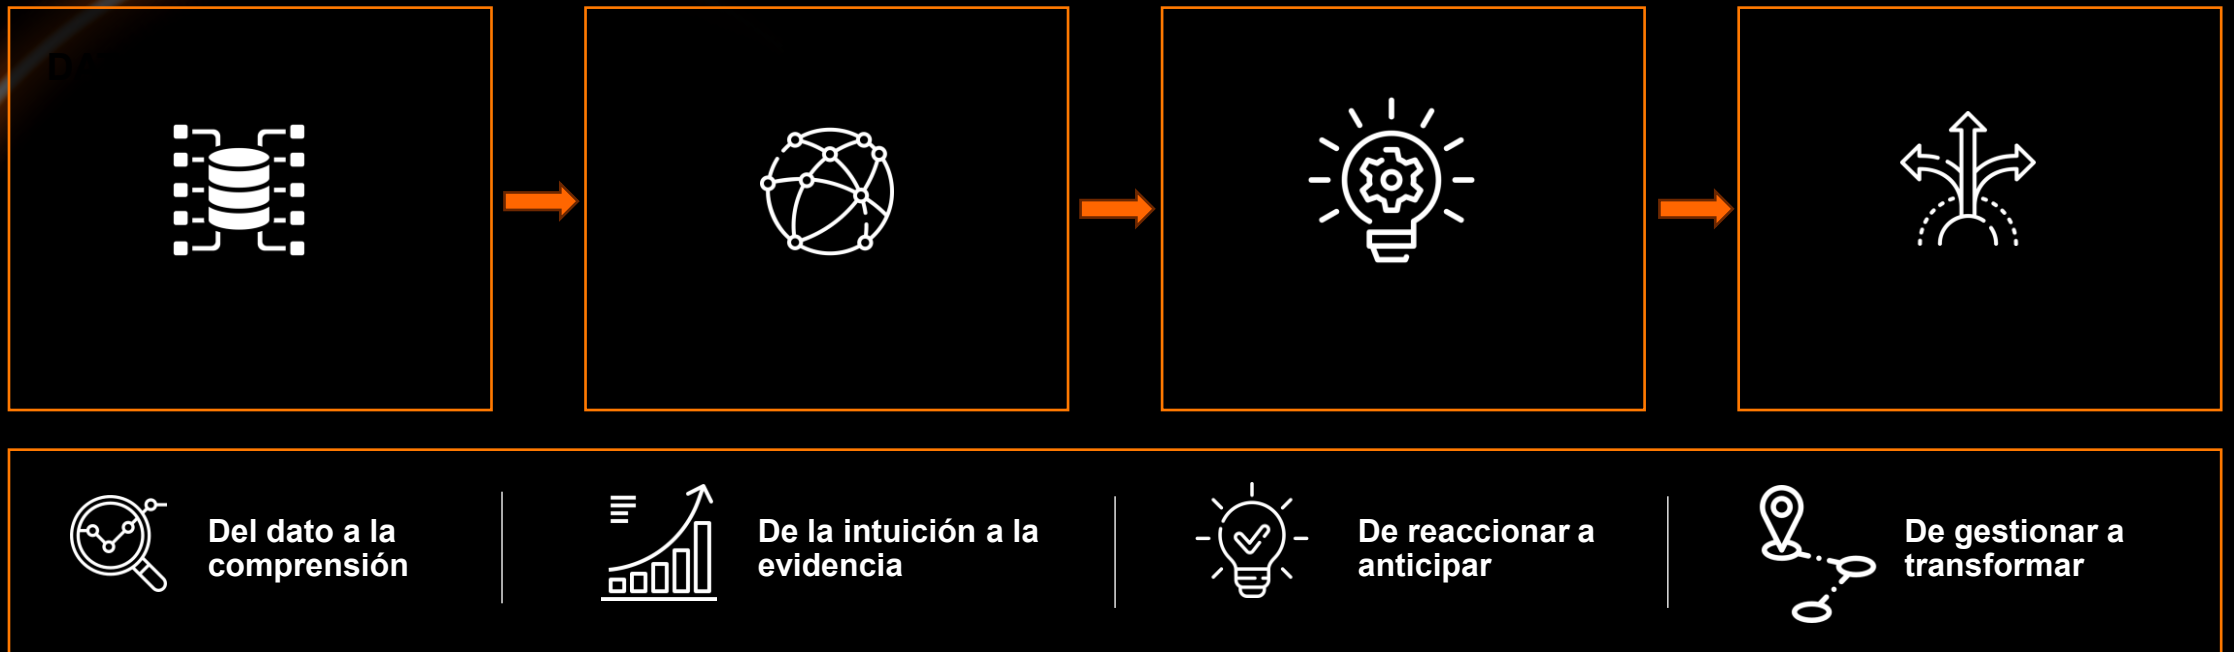 Del dato a la
comprensión
De la intuición a la
evidencia
De reaccionar a
anticipar
De gestionar a
transformar